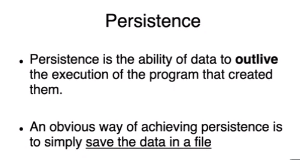 Persistence
• Persistence is the ability of data to outlive
the execution of the program that created
them.
• An obvious way of achieving persistence is
to simply save the data in a file